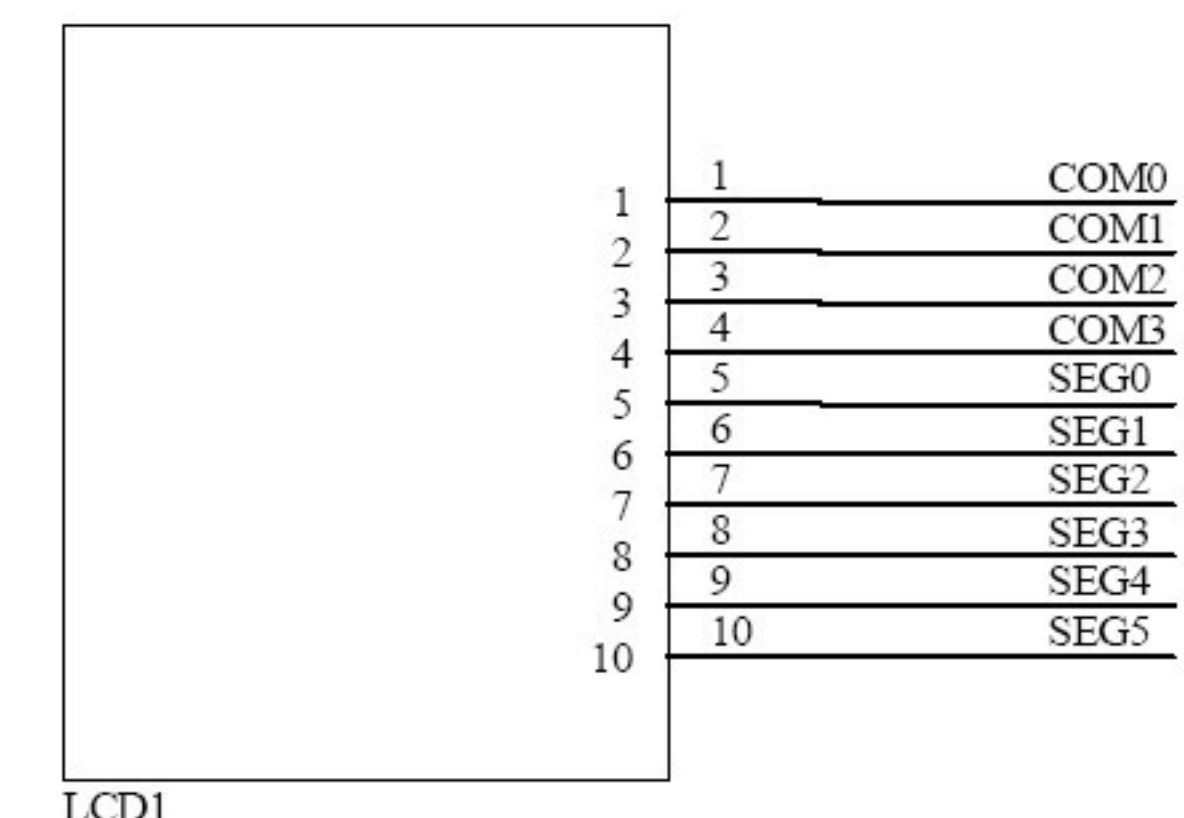 1 1 COM0
2 2 COM1
3 3 COM2
4 4 COM3
5 5 SEG0
6 6 SEG1
7 7 SEG2
8 8 SEG3
9 9 SEG4
10 10 SEG5
LCD1